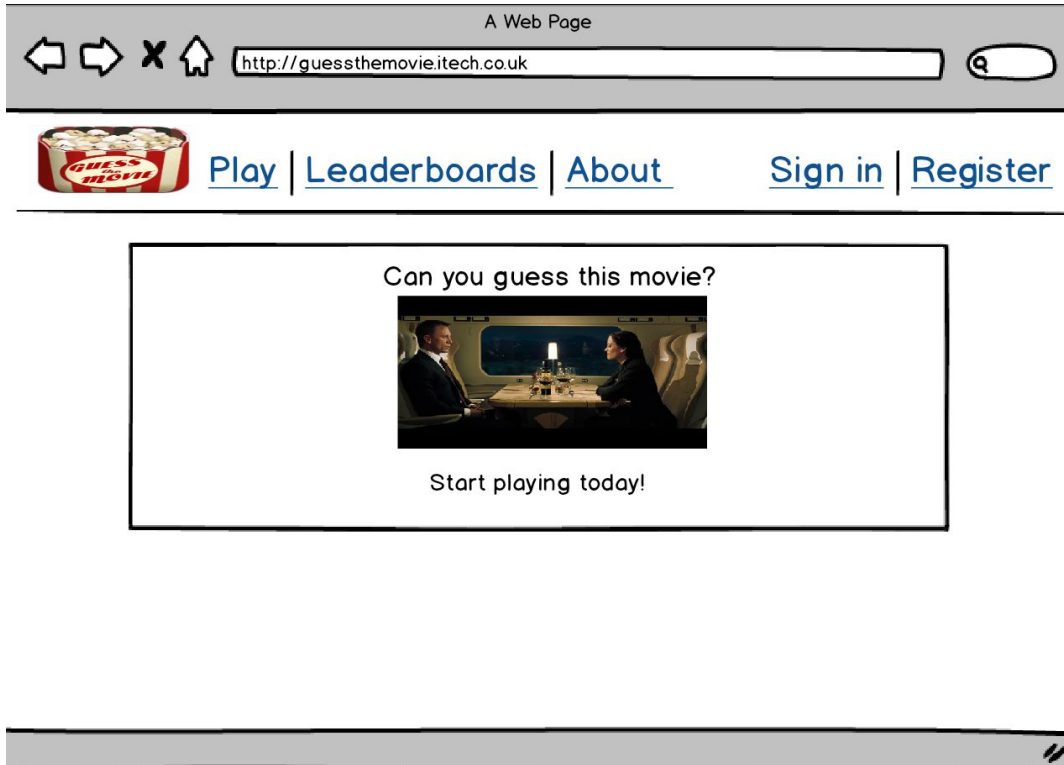 A Web Page
http://guessthemovie.itech.co.uk
GUESS
the
MOVIE
Play | Leaderboards | About
Sign in | Register
Can you guess this movie?
Start playing today!